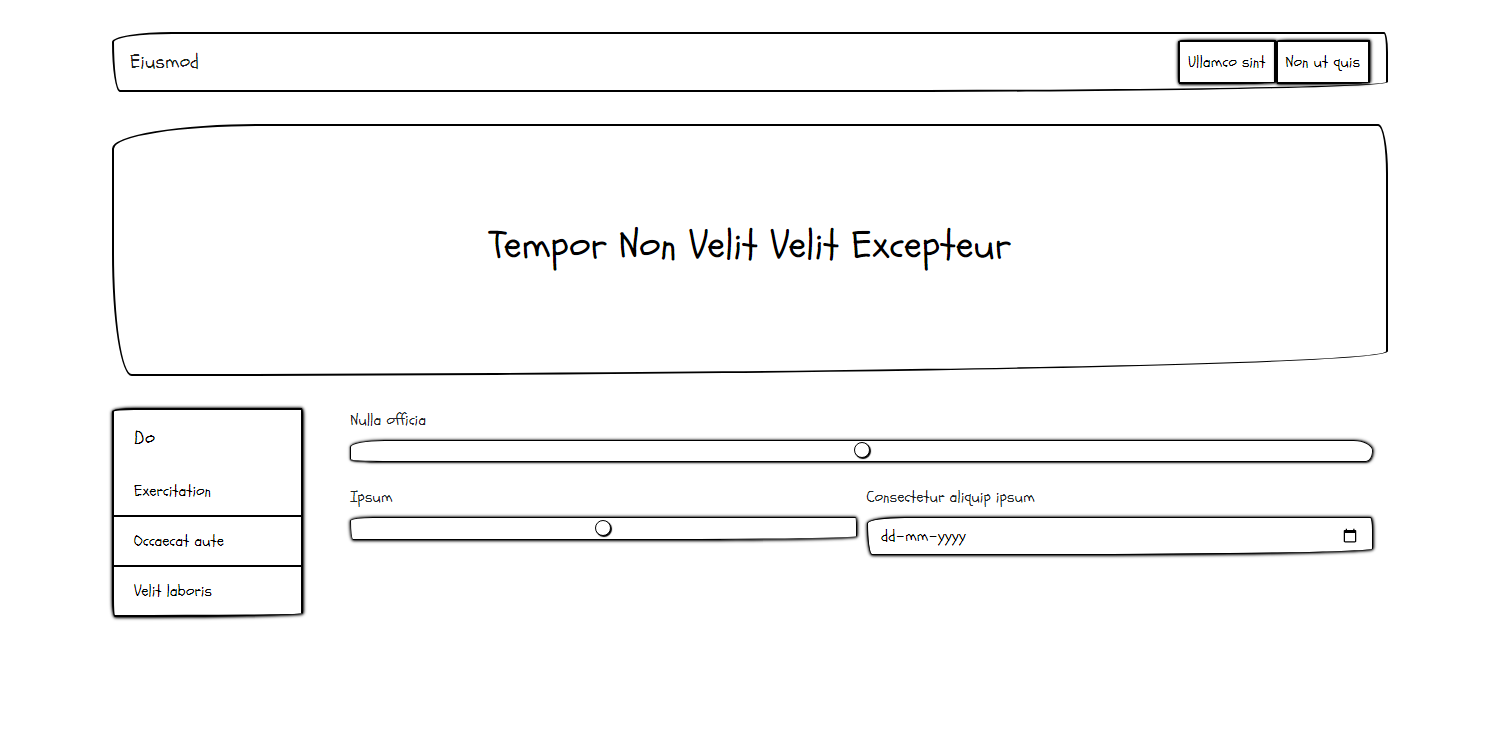 Eiusmod
Ullamco sint
Non ut quis
Tempor Non Velit Velit Excepteur
Do
Exercitation
Occaecat aute
Velit laboris
Nulla officia
Ipsum
Consectetur aliquip ipsum
dd-mm-yyyy